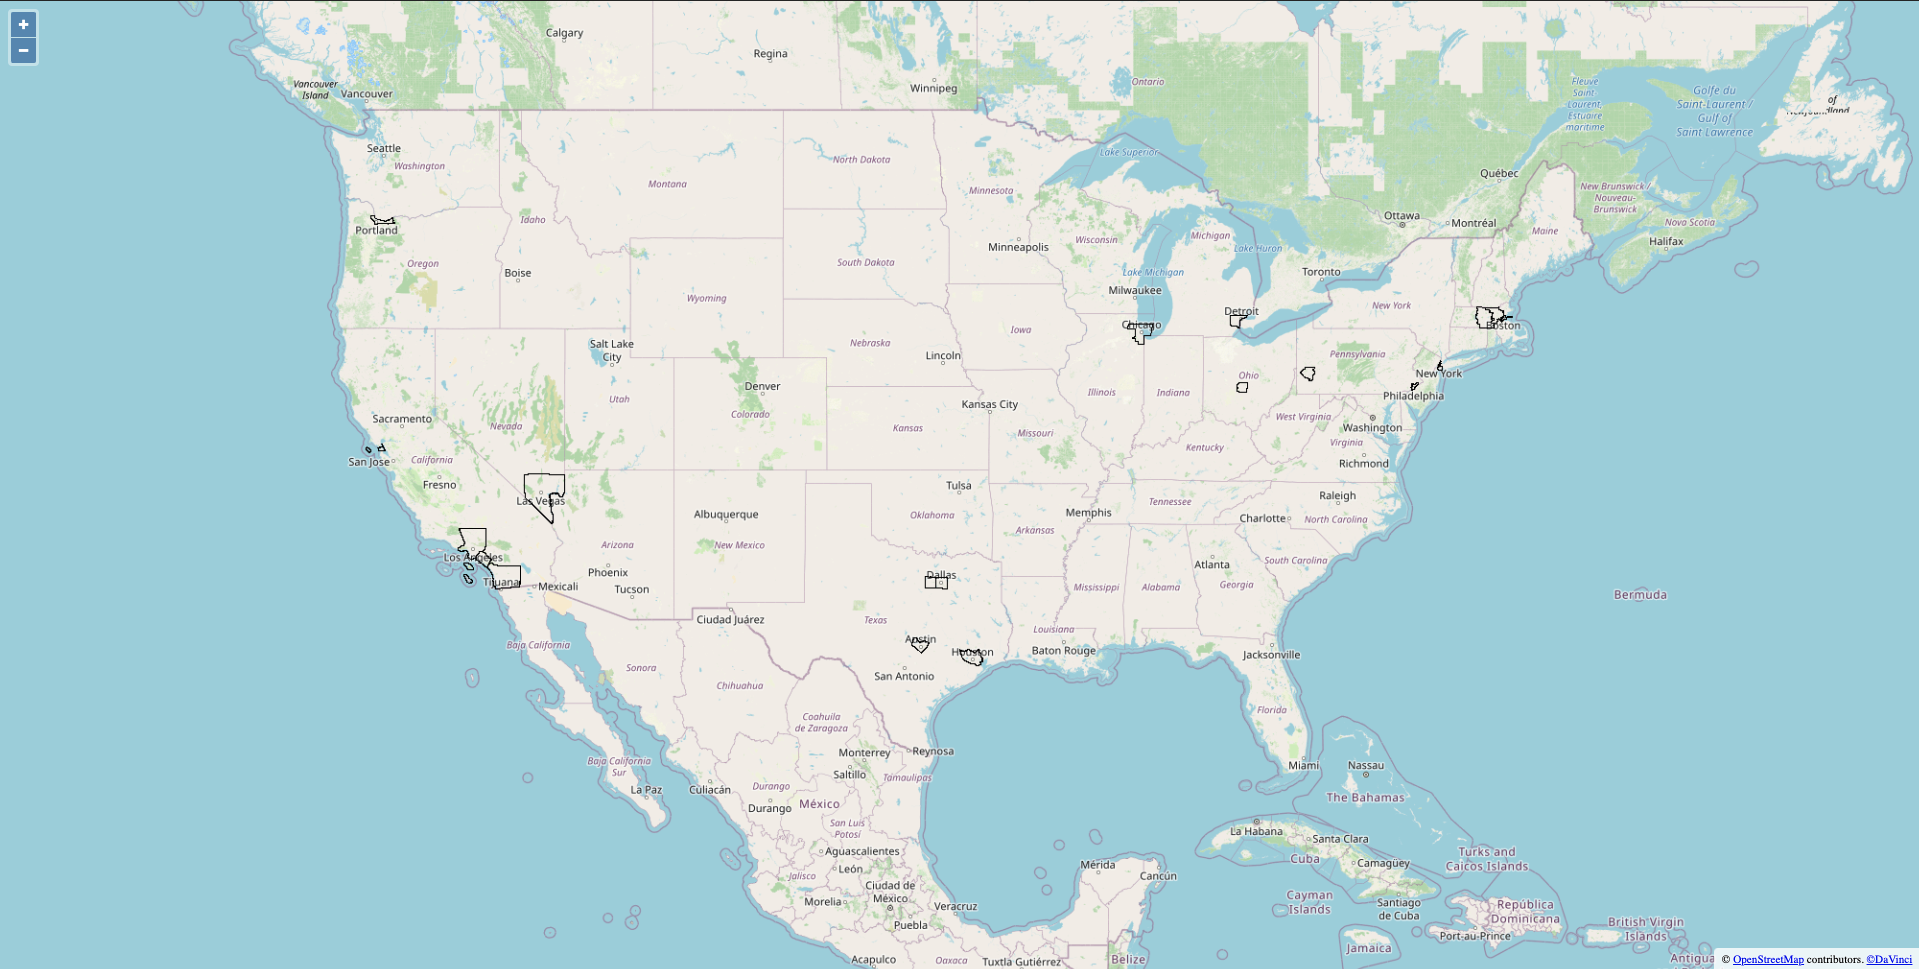 +
−
Calgary
Regina
Winnipeg
Ontario
Vancouver
Island
Vancouver
Fleuve
Saint-
Laurent,
Estuaire
maritime
Golfe du
Saint-Laurent /
Gulf of
Saint Lawrence
of
Seattle
Washington
Montana
North Dakota
Minnesota
Lake Superior
Québec
New Brunswick /
Nouveau-
Brunswick
Nova Scotia
Halifax
Maine
Ottawa
Montréal
Portland
Idaho
Oregon
Boise
Wyoming
South Dakota
Minneapolis
Wisconsin
Michigan
Lake Huron
Lake Michigan
Milwaukee
Toronto
New York
Detroit
Chicago
Boston
Salt Lake
City
Nebraska
Iowa
Lincoln
Denver
Utah
Colorado
Nevada
Sacramento
San Jose
California
Fresno
Kansas City
Kansas
Missouri
Illinois
Indiana
Ohio
Pennsylvania
New York
Philadelphia
West Virginia
Washington
Virginia
Richmond
Kentucky
Las Vegas
Tulsa
Oklahoma
Albuquerque
New Mexico
Arizona
Phoenix
Tucson
Los Angeles
Tijuana
Mexicali
Memphis
Tennessee
Arkansas
Raleigh
Charlotte
North Carolina
South Carolina
Atlanta
Georgia
Alabama
Mississippi
Dallas
Texas
Austin
Houston
San Antonio
Louisiana
Baton Rouge
Jacksonville
Florida
Miami
Bermuda
Ciudad Juárez
Baja California
Sonora
Chihuahua
Coahuila
de Zaragoza
Monterrey
Reynosa
Saltillo
Tamaulipas
Baja California
Sur
La Paz
Culiacán
Durango
Durango
México
San Luis
Potosí
Aguascalientes
León
Jalisco
Morelia
Ciudad de
México
Veracruz
Puebla
Acapulco
Oaxaca
Tuxtla Gutiérrez
Mérida
Cancún
Belize
Nassau
The Bahamas
La Habana
Santa Clara
Cuba
Camagüey
Turks and
Caicos Islands
Cayman
Islands
Santiago
de Cuba
República
Dominicana
Port-au-Prince
Jamaica
British Virgin
Islands
Antigua
© OpenStreetMap contributors. ©DaVinci